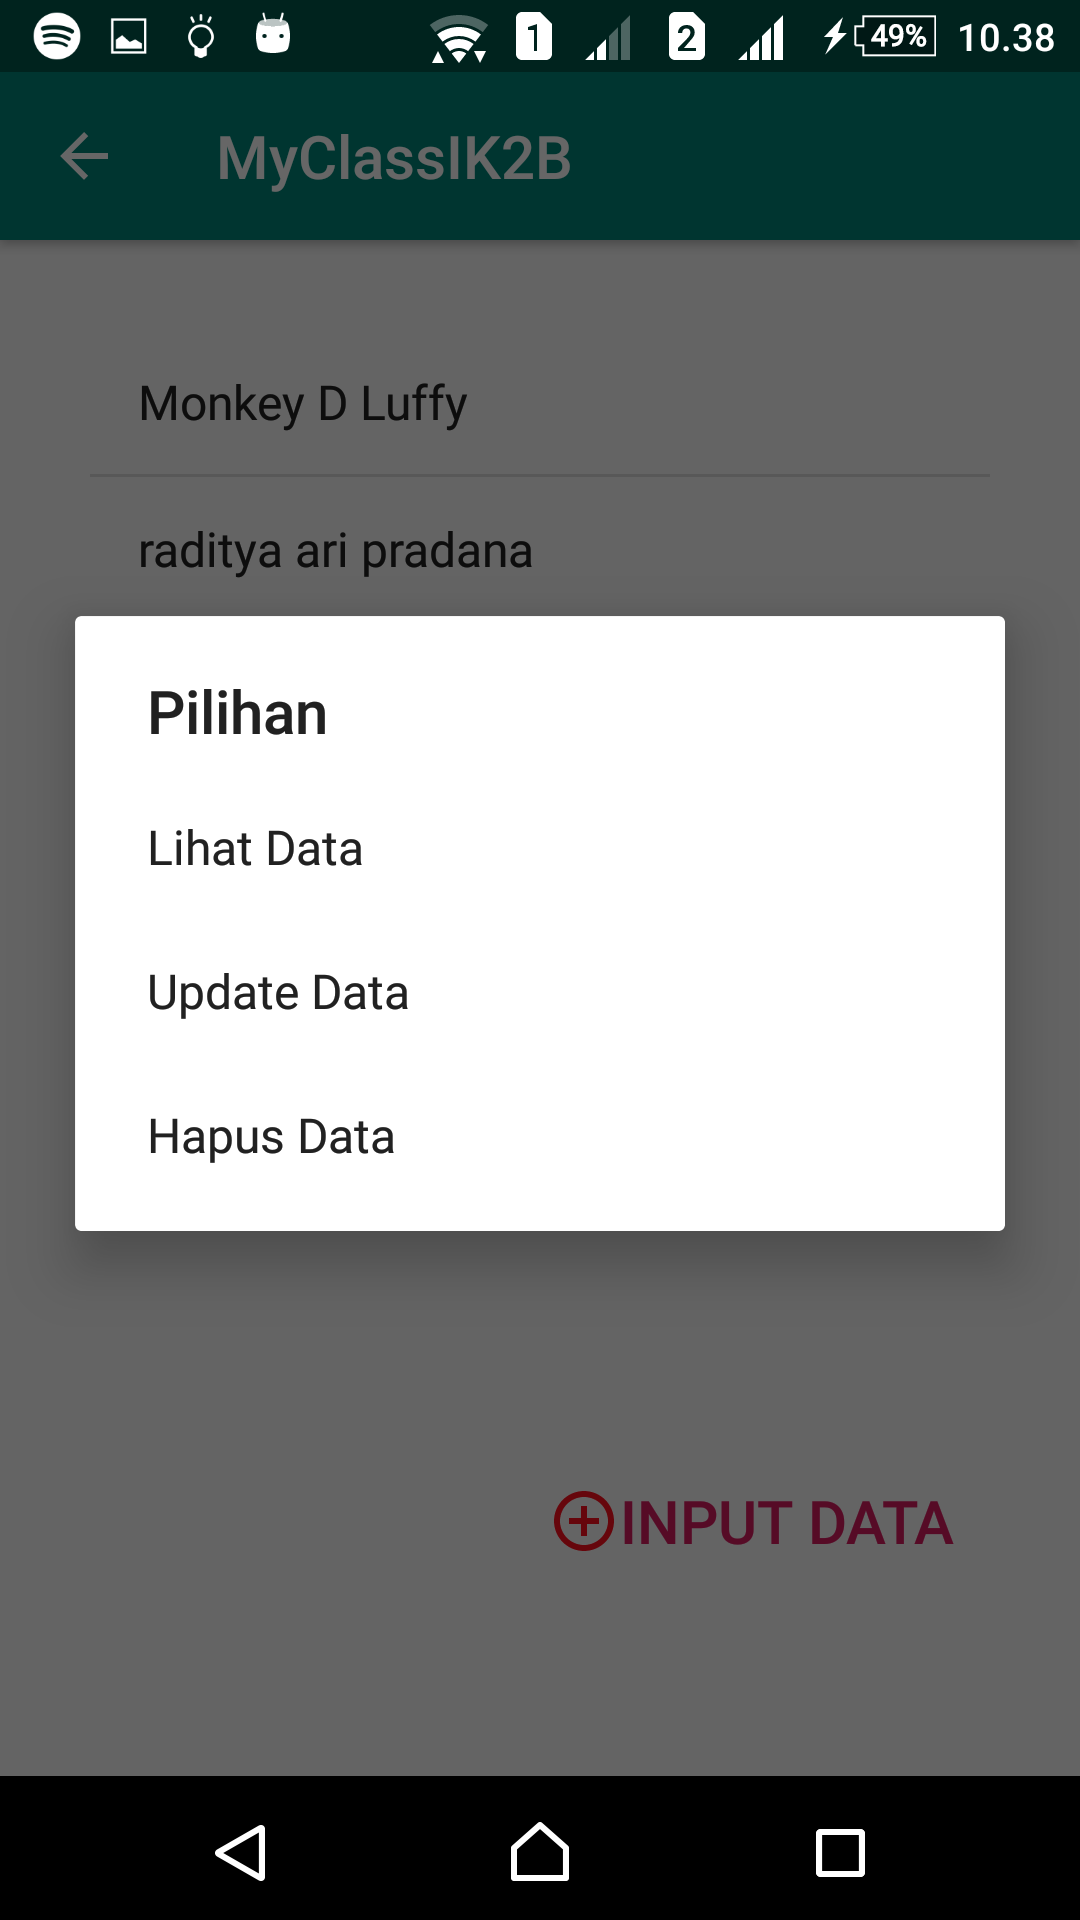 1 2 49% 10.38
MyClassIK2B
Monkey D Luffy
raditya ari pradana
Pilihan
Lihat Data
Update Data
Hapus Data
INPUT DATA